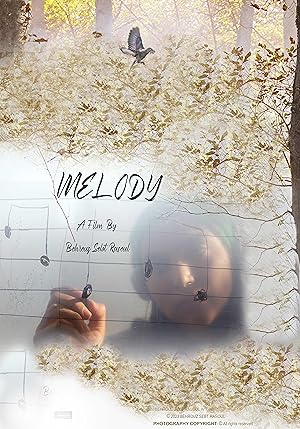 MELODY
A Film By
Behrouz Sebt Rasoul
© 2023 BEHROUZ SEBT RASOUL
PHOTOGRAPHY COPYRIGHT: © All rights reserved